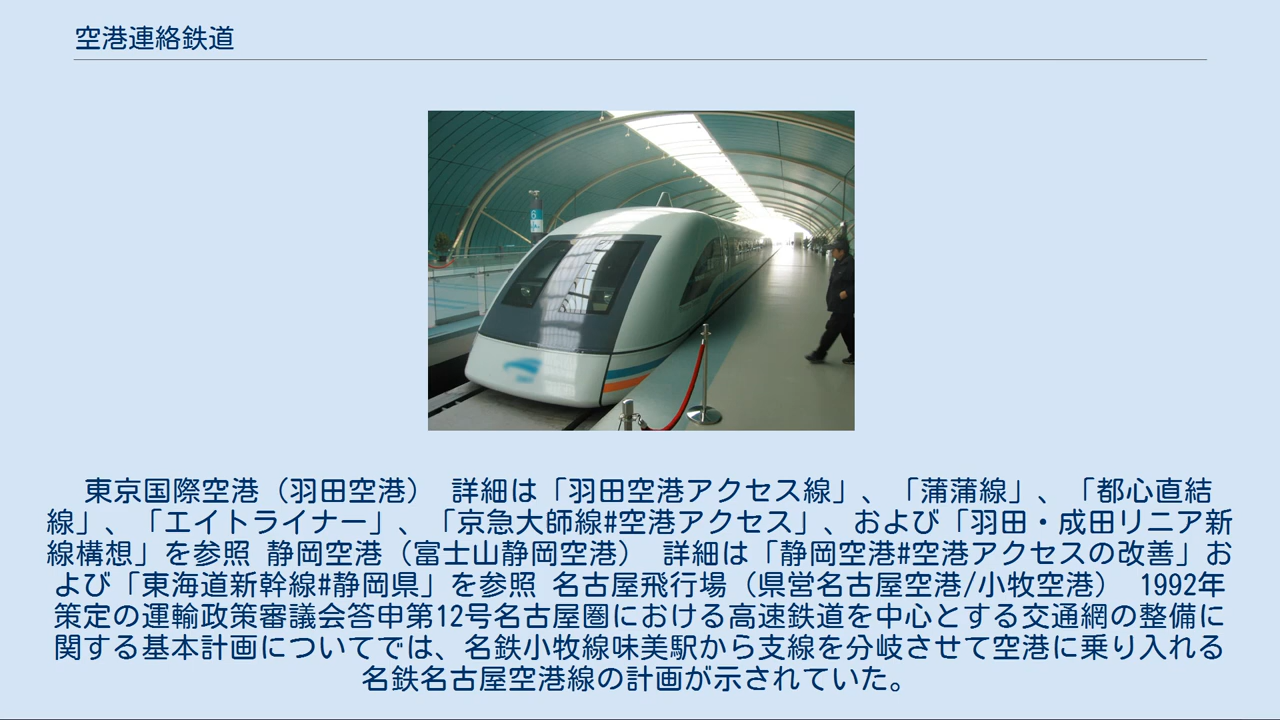 空港連絡鉄道
6
東京国際空港（羽田空港） 詳細は「羽田空港アクセス線」、「蒲蒲線」、「都心直結
線」、「エイトライナー」、「京急大師線#空港アクセス」、および「羽田・成田リニア新
線構想」を参照 静岡空港（富士山静岡空港） 詳細は「静岡空港#空港アクセスの改善」お
よび「東海道新幹線#静岡県」を参照 名古屋飛行場（県営名古屋空港/小牧空港） 1992年
策定の運輸政策審議会答申第12号名古屋圏における高速鉄道を中心とする交通網の整備に
関する基本計画についてでは、名鉄小牧線味美駅から支線を分岐させて空港に乗り入れる
名鉄名古屋空港線の計画が示されていた。